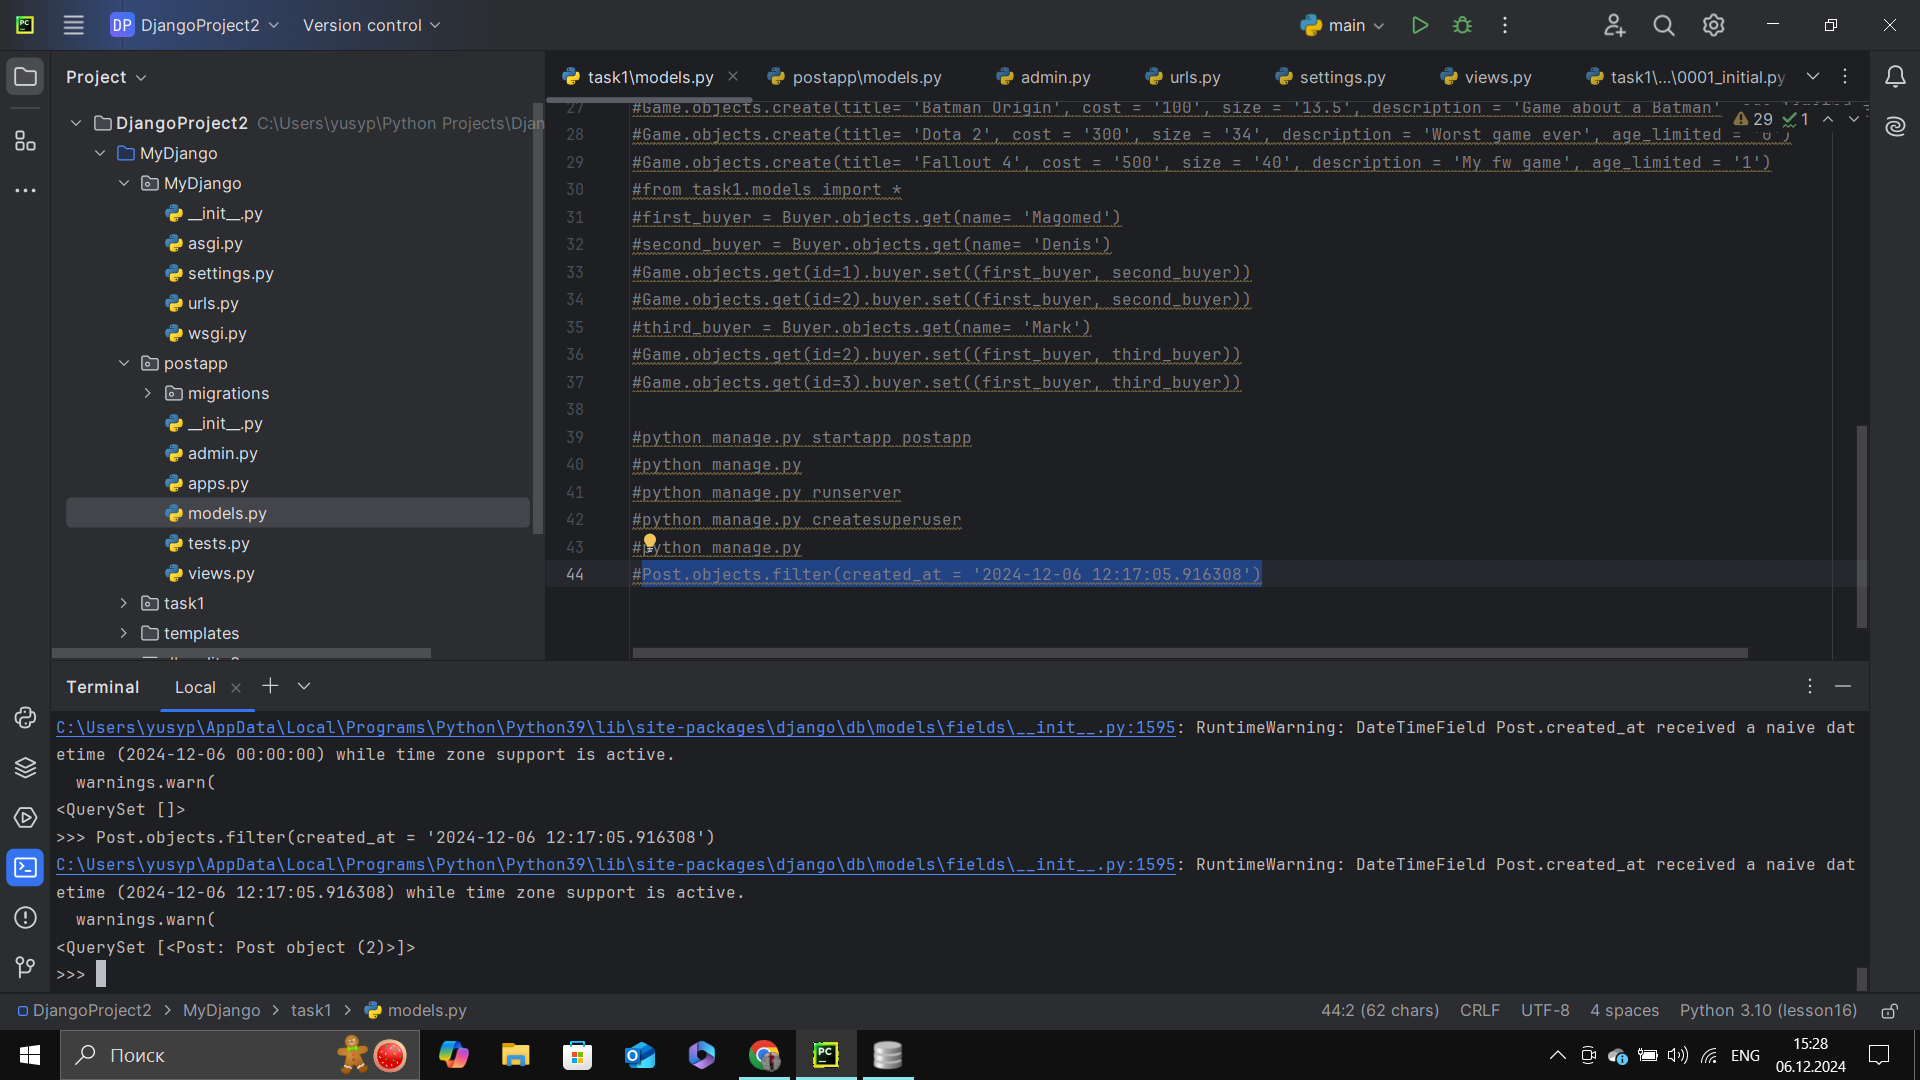 PC
DP DjangoProject2
Version control
main
Project
task1\models.py
postapp\models.py
admin.py
urls.py
settings.py
views.py
task1\...\0001_initial.py
DjangoProject2 C:\Users\yusyp\Python Projects\Djan
MyDjango
MyDjango
__init__.py
asgi.py
settings.py
urls.py
wsgi.py
postapp
migrations
__init__.py
admin.py
apps.py
models.py
tests.py
views.py
task1
templates
29 1
27 #Game.objects.create(title= 'Batman Origin', cost = '100', size = '13.5', description = 'Game about a Batman'
28 #Game.objects.create(title= 'Dota 2', cost = '300', size = '34', description = 'Worst game ever', age_limited = '0')
29 #Game.objects.create(title= 'Fallout 4', cost = '500', size = '40', description = 'My fw game', age_limited = '1')
30 #from task1.models import *
31 #first_buyer = Buyer.objects.get(name= 'Magomed')
32 #second_buyer = Buyer.objects.get(name= 'Denis')
33 #Game.objects.get(id=1).buyer.set((first_buyer, second_buyer))
34 #Game.objects.get(id=2).buyer.set((first_buyer, second_buyer))
35 #third_buyer = Buyer.objects.get(name= 'Mark')
36 #Game.objects.get(id=2).buyer.set((first_buyer, third_buyer))
37 #Game.objects.get(id=3).buyer.set((first_buyer, third_buyer))
38
39 #python manage.py startapp postapp
40 #python manage.py
41 #python manage.py runserver
42 #python manage.py createsuperuser
43 #python manage.py
44 #Post.objects.filter(created_at = '2024-12-06 12:17:05.916308')
Terminal
Local
C:\Users\yusyp\AppData\Local\Programs\Python\Python39\lib\site-packages\django\db\models\fields\__init__.py:1595: RuntimeWarning: DateTimeField Post.created_at received a naive dat
etime (2024-12-06 00:00:00) while time zone support is active.
warnings.warn(
<QuerySet []>
>>> Post.objects.filter(created_at = '2024-12-06 12:17:05.916308')
C:\Users\yusyp\AppData\Local\Programs\Python\Python39\lib\site-packages\django\db\models\fields\__init__.py:1595: RuntimeWarning: DateTimeField Post.created_at received a naive dat
etime (2024-12-06 12:17:05.916308) while time zone support is active.
warnings.warn(
<QuerySet [<Post: Post object (2)>]>
>>>
DjangoProject2 > MyDjango > task1 > models.py
44:2 (62 chars)
CRLF
UTF-8
4 spaces
Python 3.10 (lesson16)
Поиск
PC
ENG
15:28
06.12.2024